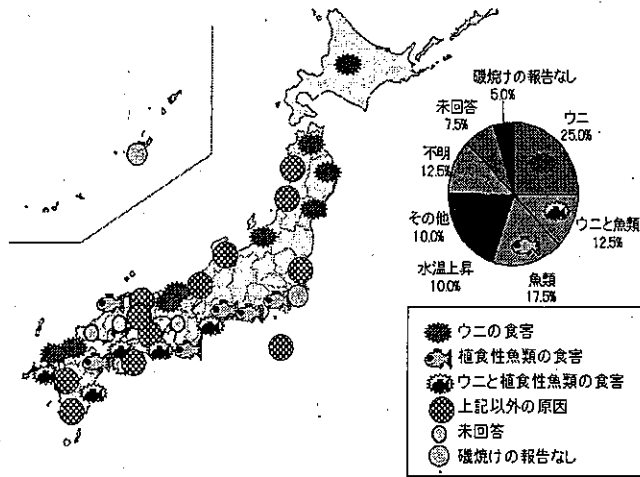 磯焼けの報告なし
5.0%
未回答
7.5%
不明
12.5%
その他
10.0%
水温上昇
10.0%
ウニ
25.0%
ウニと魚類
12.5%
魚類
17.5%
ウニの食害
植食性魚類の食害
ウニと植食性魚類の食害
上記以外の原因
未回答
磯焼けの報告なし